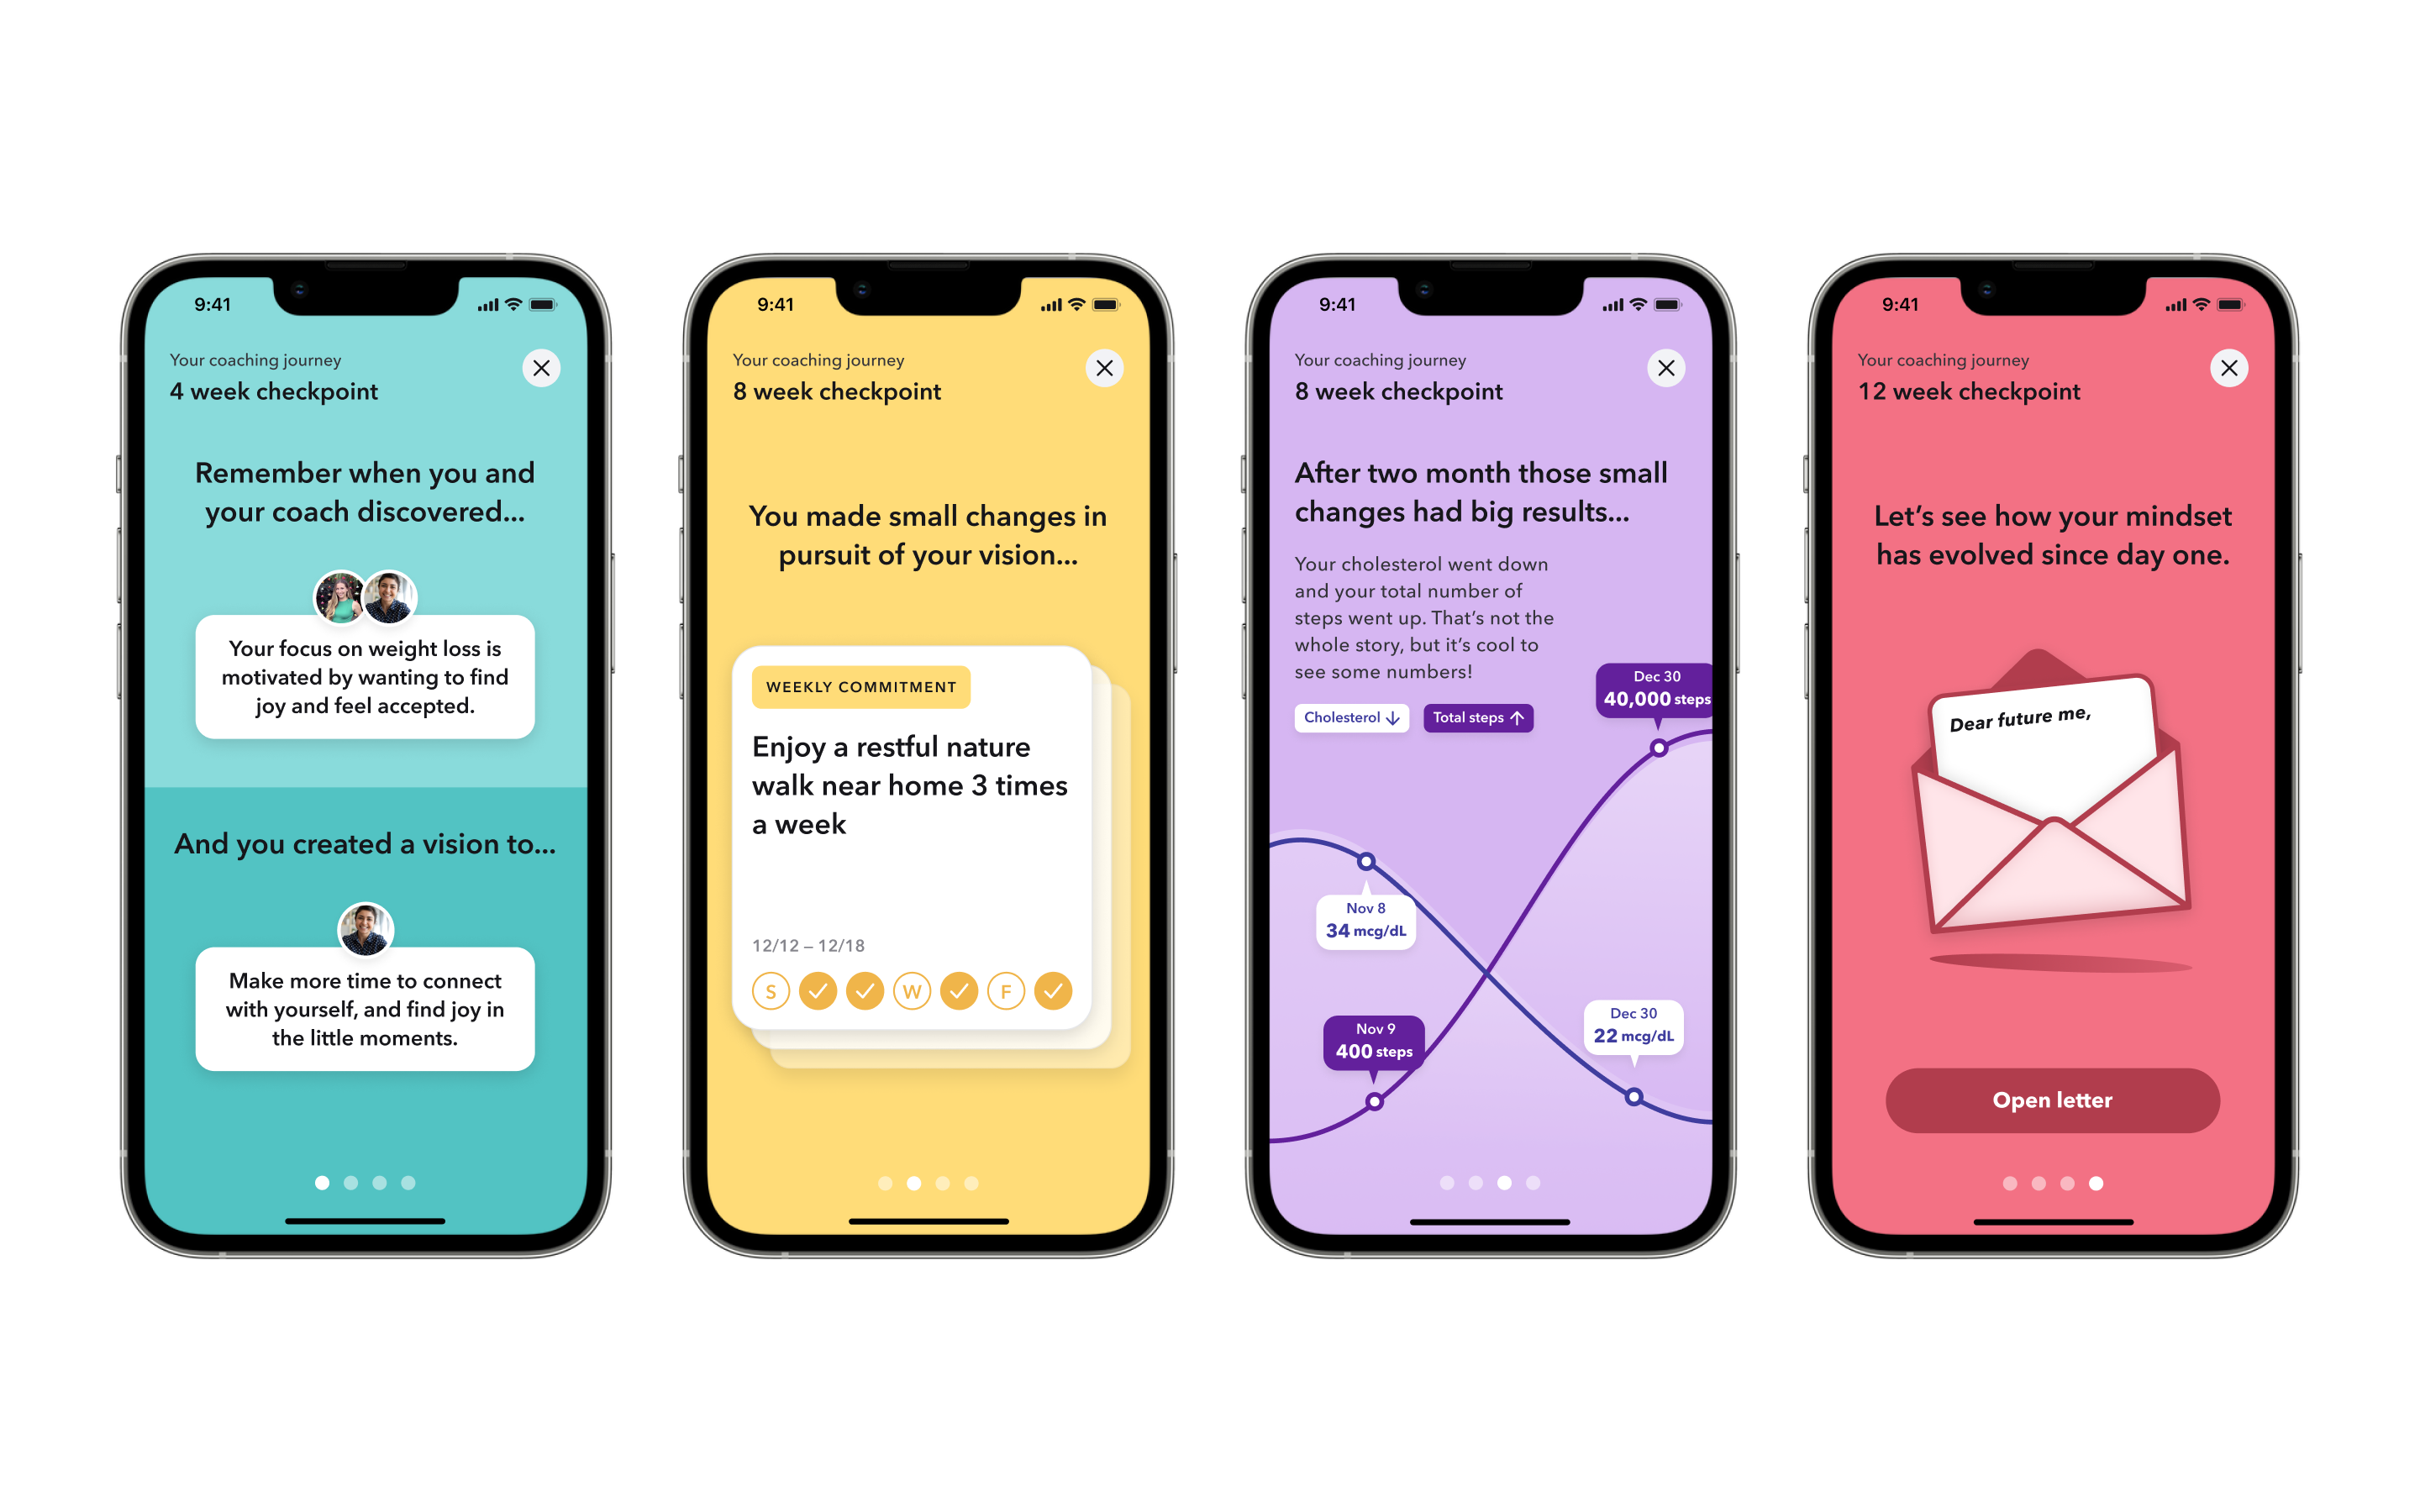 9:41
Your coaching journey
4 week checkpoint
Remember when you and
your coach discovered...
Your focus on weight loss is
motivated by wanting to find
joy and feel accepted.
And you created a vision to...
Make more time to connect
with yourself, and find joy in
the little moments.
9:41
Your coaching journey
8 week checkpoint
You made small changes in
pursuit of your vision...
WEEKLY COMMITMENT
Enjoy a restful nature
walk near home 3 times
a week
12/12 – 12/18
S W F
9:41
Your coaching journey
8 week checkpoint
After two month those small
changes had big results...
Your cholesterol went down
and your total number of
steps went up. That’s not the
whole story, but it’s cool to
see some numbers!
Cholesterol ↓ Total steps ↑
Dec 30
40,000 steps
Nov 8
34 mcg/dL
Nov 9
400 steps
Dec 30
22 mcg/dL
9:41
Your coaching journey
12 week checkpoint
Let’s see how your mindset
has evolved since day one.
Dear future me,
Open letter